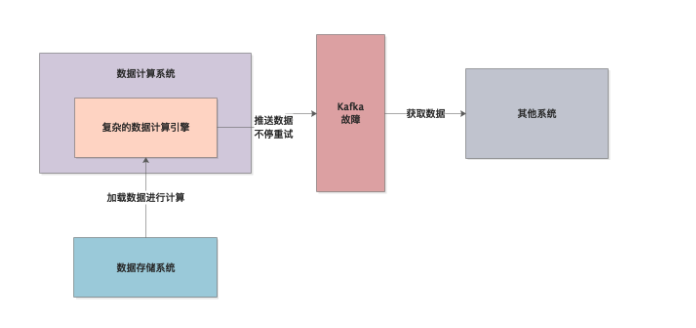 数据计算系统
复杂的数据计算引擎
推送数据
不停重试
Kafka
故障
获取数据
其他系统
加载数据进行计算
数据存储系统